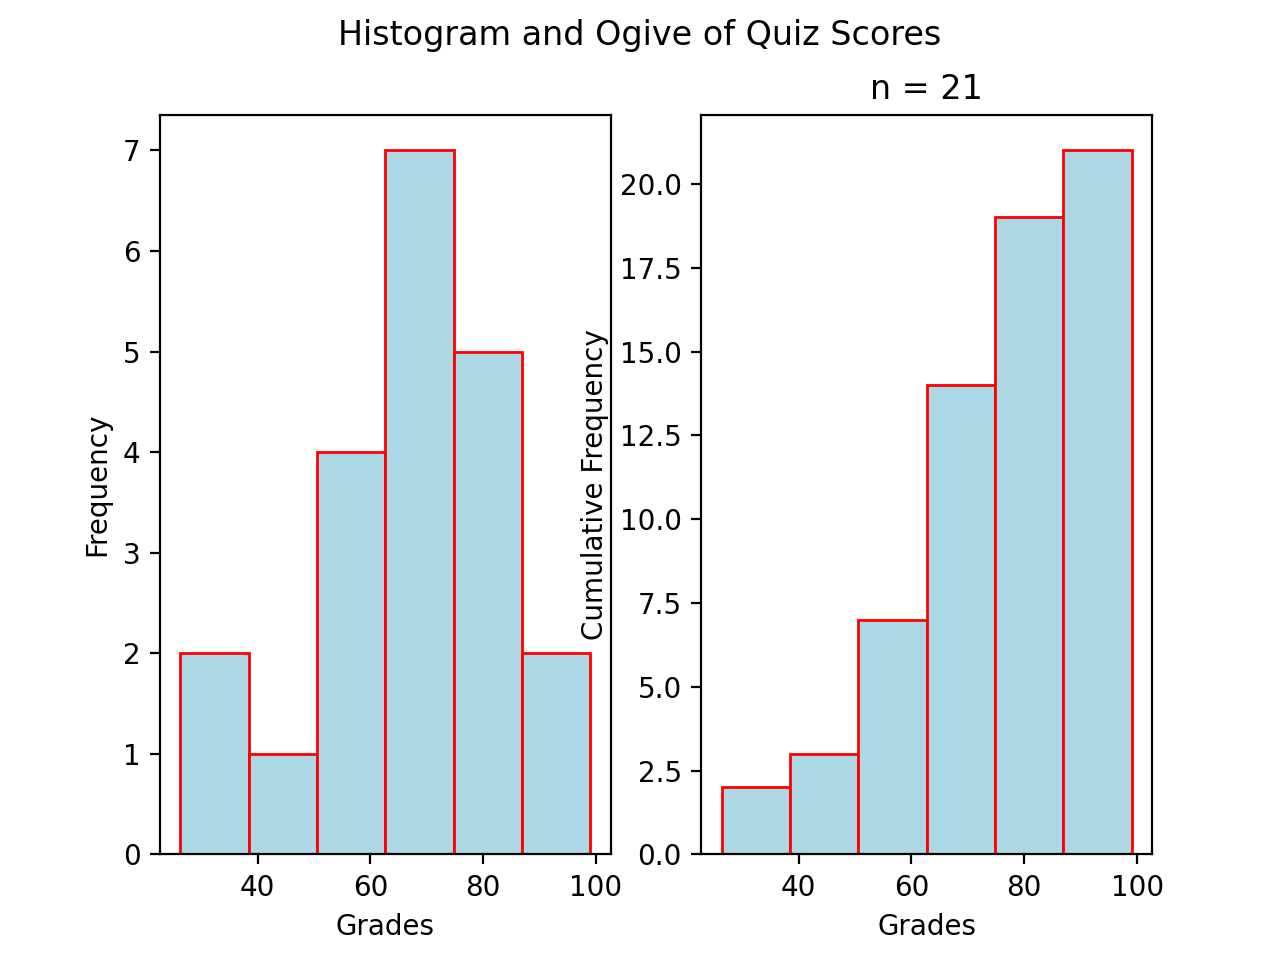 Histogram and Ogive of Quiz Scores
7
6
5
4
3
2
1
0
Frequency
40 60 80 100
Grades
n = 21
20.0
17.5
15.0
12.5
10.0
7.5
5.0
2.5
0.0
Cumulative Frequency
40 60 80 100
Grades